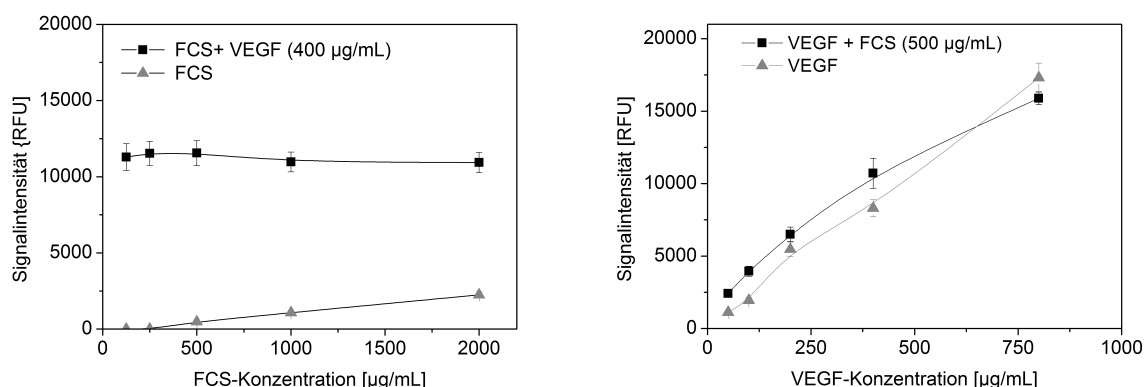 20000
FCS+ VEGF (400 µg/mL)
FCS
15000
10000
5000
0
0 500 1000 1500 2000
Signalintensität {RFU]
FCS-Konzentration [µg/mL]
20000
VEGF + FCS (500 µg/mL)
VEGF
15000
10000
5000
0
0 250 500 750 1000
Signalintensität [RFU]
VEGF-Konzentration [µg/mL]